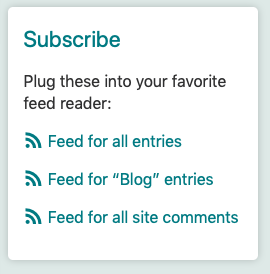 Subscribe
Plug these into your favorite
feed reader:
Feed for all entries
Feed for “Blog” entries
Feed for all site comments